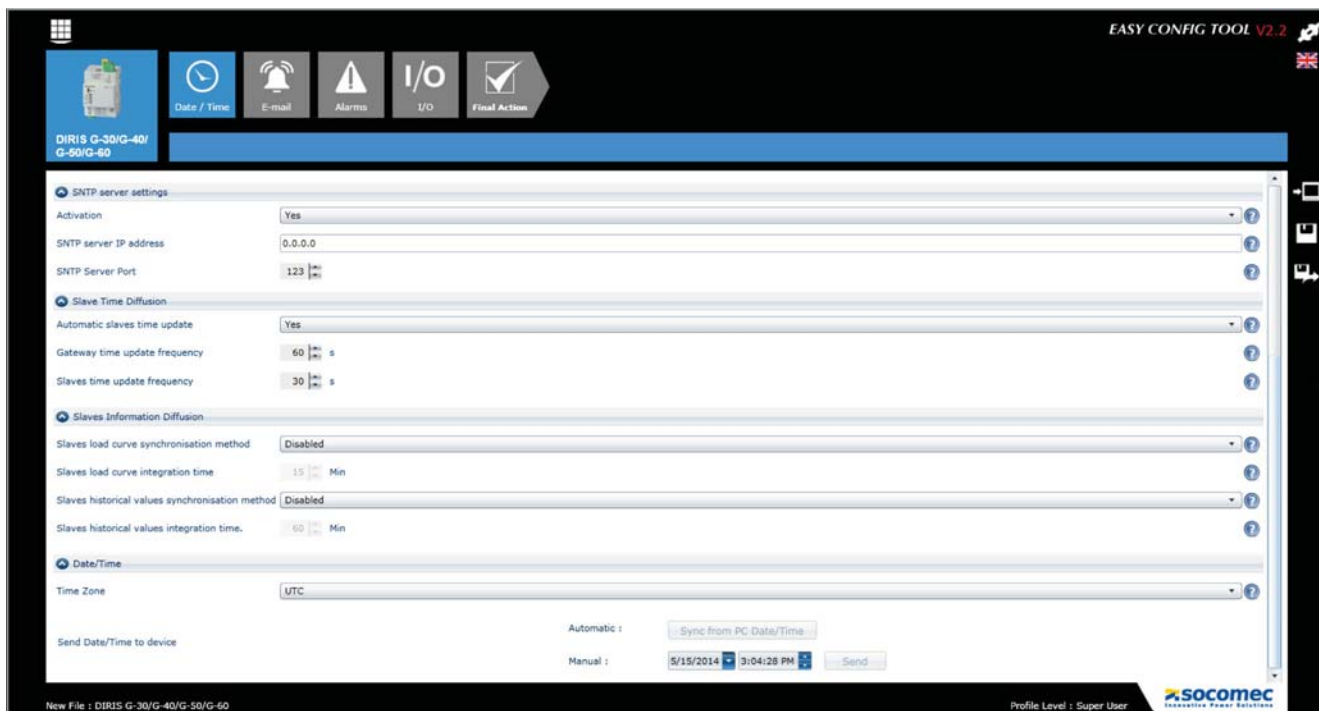 EASY CONFIG TOOL V2.2
Date / Time
E-mail
Alarms
I/O
I/O
Final Action
DIRIS G-30/G-40/
G-50/G-60
SNTP server settings
Activation Yes
SNTP server IP address 0.0.0.0
SNTP Server Port 123
Slave Time Diffusion
Automatic slaves time update Yes
Gateway time update frequency 60 s
Slaves time update frequency 30 s
Slaves Information Diffusion
Slaves load curve synchronisation method Disabled
Slaves load curve integration time 15 Min
Slaves historical values synchronisation method Disabled
Slaves historical values integration time. 60 Min
Date/Time
Time Zone UTC
Send Date/Time to device
Automatic : Sync from PC Date/Time
Manual : 5/15/2014 3:04:28 PM Send
New File : DIRIS G-30/G-40/G-50/G-60
Profile Level : Super User
socomec
Innovative Power Solutions